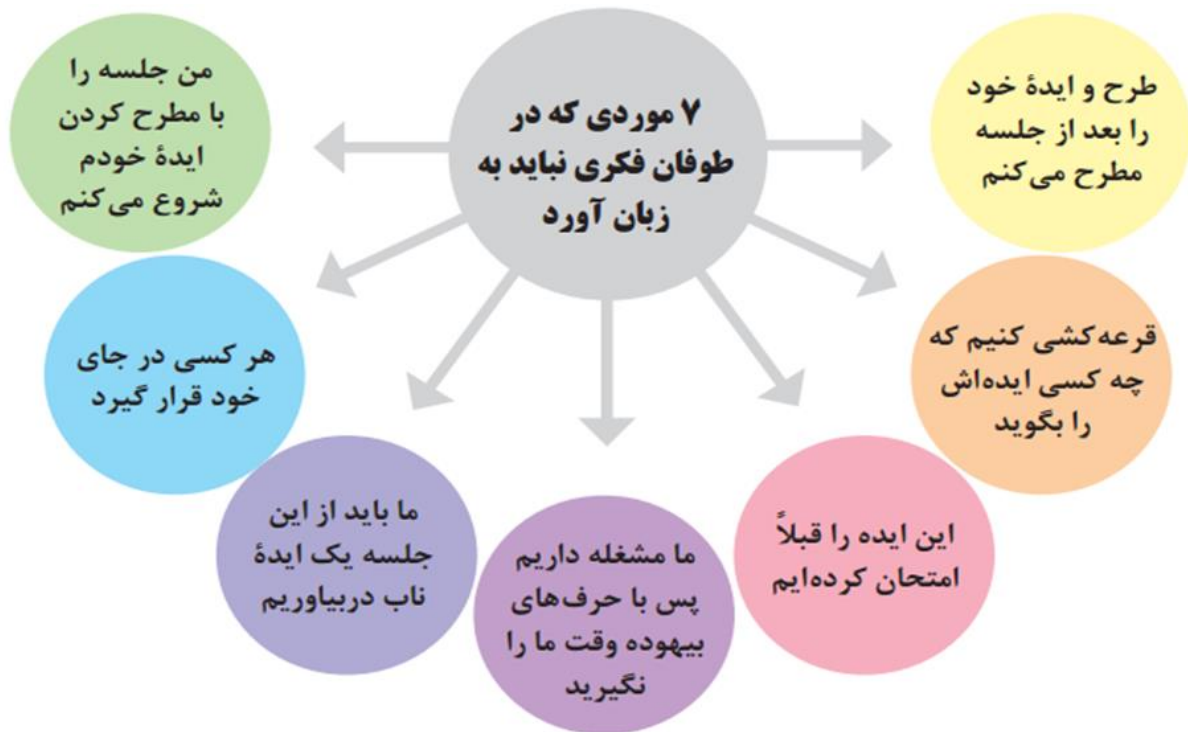 ۷ موردی که در
طوفان فکری نباید به
زبان آورد
طرح و ایدۀ خود
را بعد از جلسه
مطرح می‌کنم
قرعه‌کشی کنیم که
چه کسی ایده‌اش
را بگوید
این ایده را قبلاً
امتحان کرده‌ایم
ما مشغله داریم
پس با حرف‌های
بیهوده وقت ما را
نگیرید
ما باید از این
جلسه یک ایدۀ
ناب دربیاوریم
هر کسی در جای
خود قرار گیرد
من جلسه را
با مطرح کردن
ایدۀ خودم
شروع می‌کنم